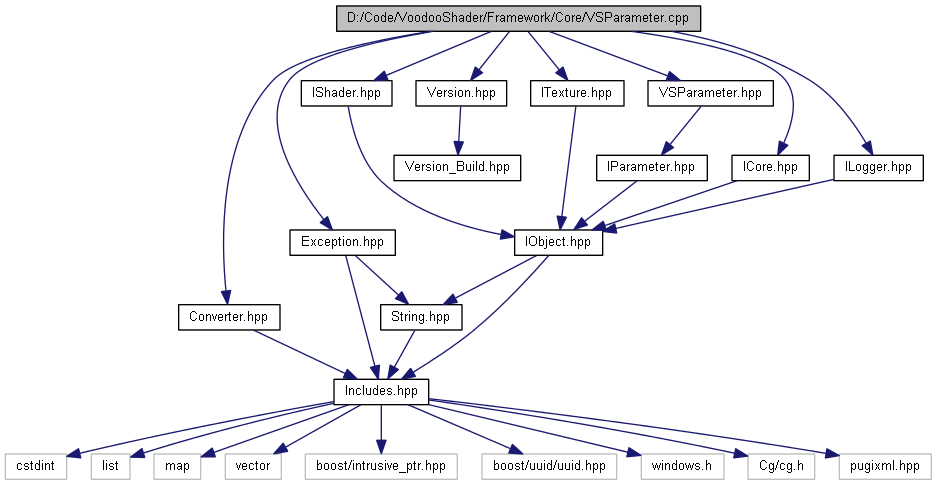 D:/Code/VoodooShader/Framework/Core/VSParameter.cpp
IShader.hpp
Version.hpp
ITexture.hpp
VSParameter.hpp
Version_Build.hpp
IParameter.hpp
ICore.hpp
ILogger.hpp
Exception.hpp
IObject.hpp
Converter.hpp
String.hpp
Includes.hpp
cstdint
list
map
vector
boost/intrusive_ptr.hpp
boost/uuid/uuid.hpp
windows.h
Cg/cg.h
pugixml.hpp